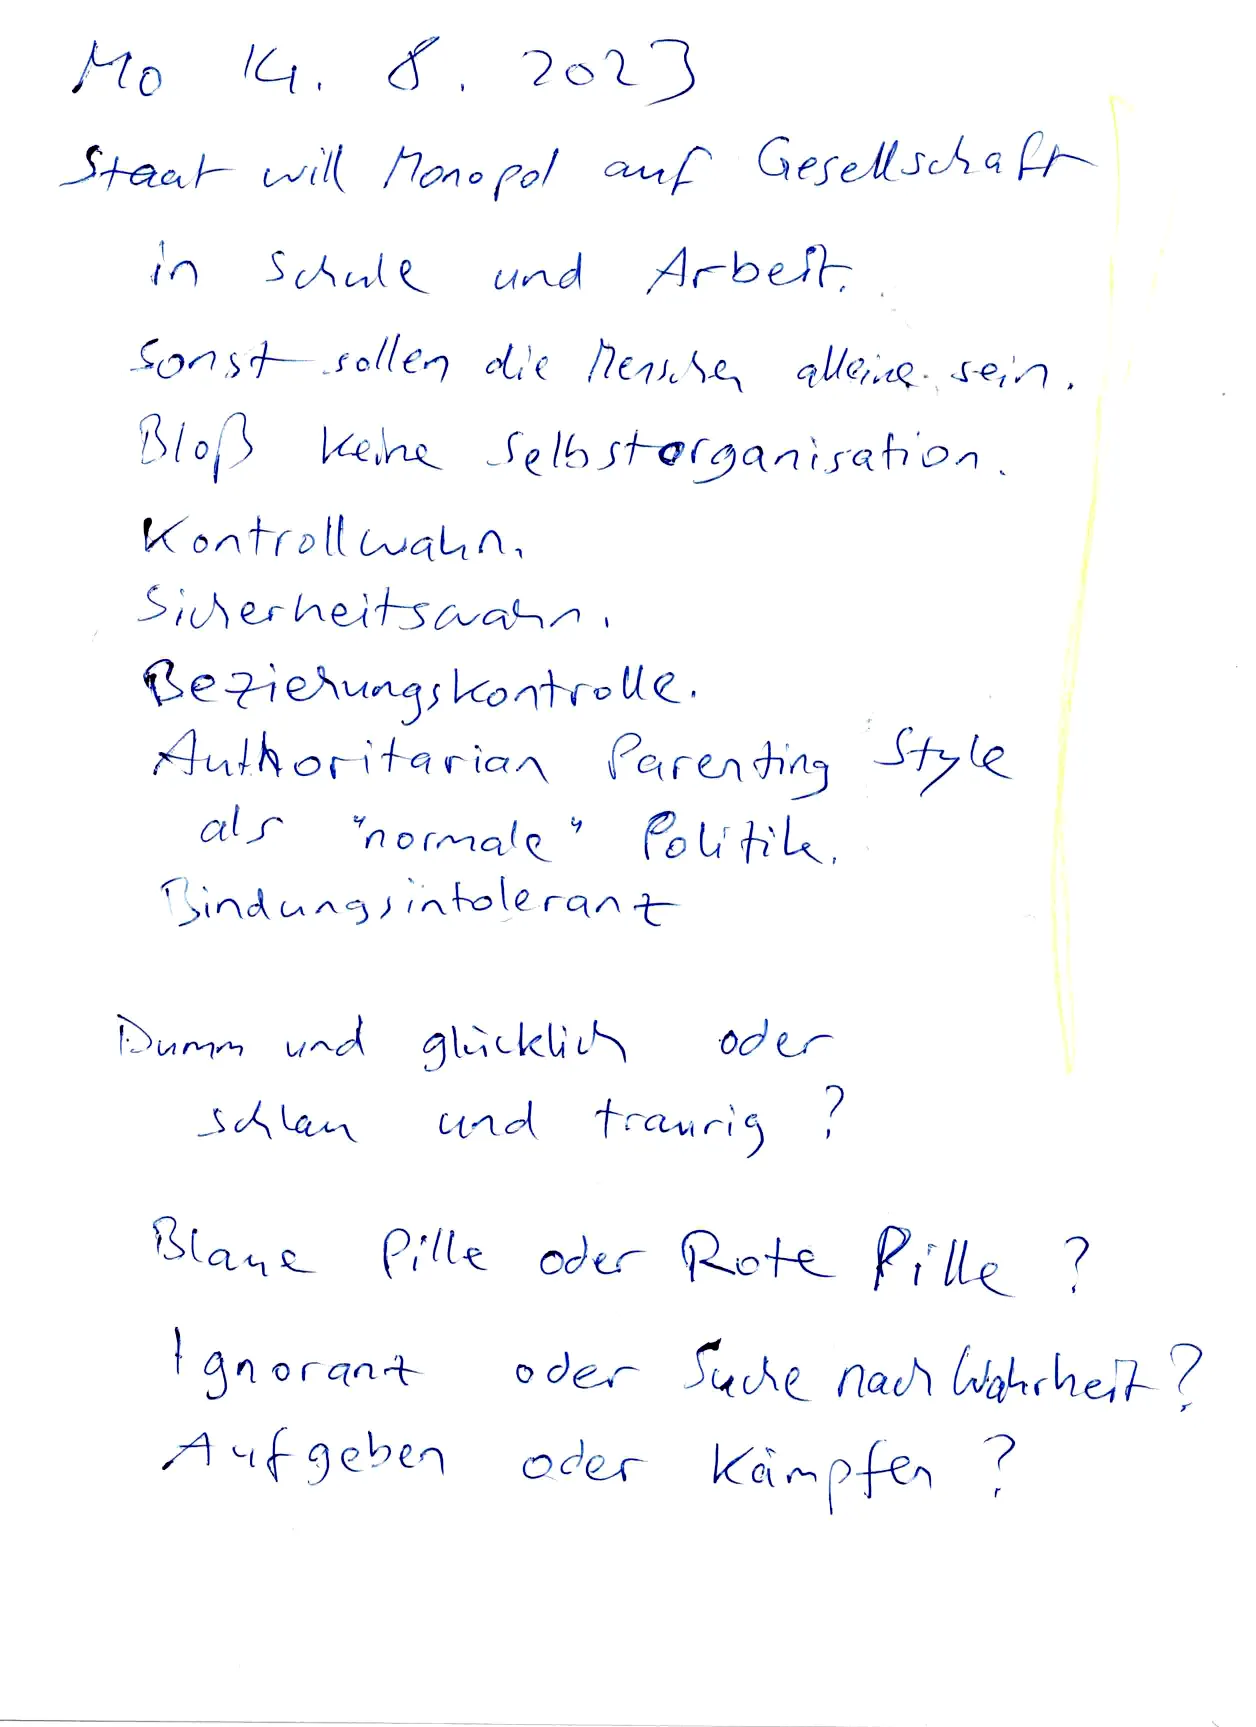 Mo 14. 8. 2023
Staat will Monopol auf Gesellschaft
in Schule und Arbeit.
Sonst sollen die Menschen alleine sein.
Bloß keine Selbstorganisation.
Kontrollwahn.
Sicherheitswahn.
Beziehungskontrolle.
Authoritarian Parenting Style
als "normale" Politik.
Bindungsintoleranz
Dumm und glücklich oder
schlau und traurig?
Blaue Pille oder Rote Pille?
Ignoranz oder Suche nach Wahrheit?
Aufgeben oder Kämpfen?